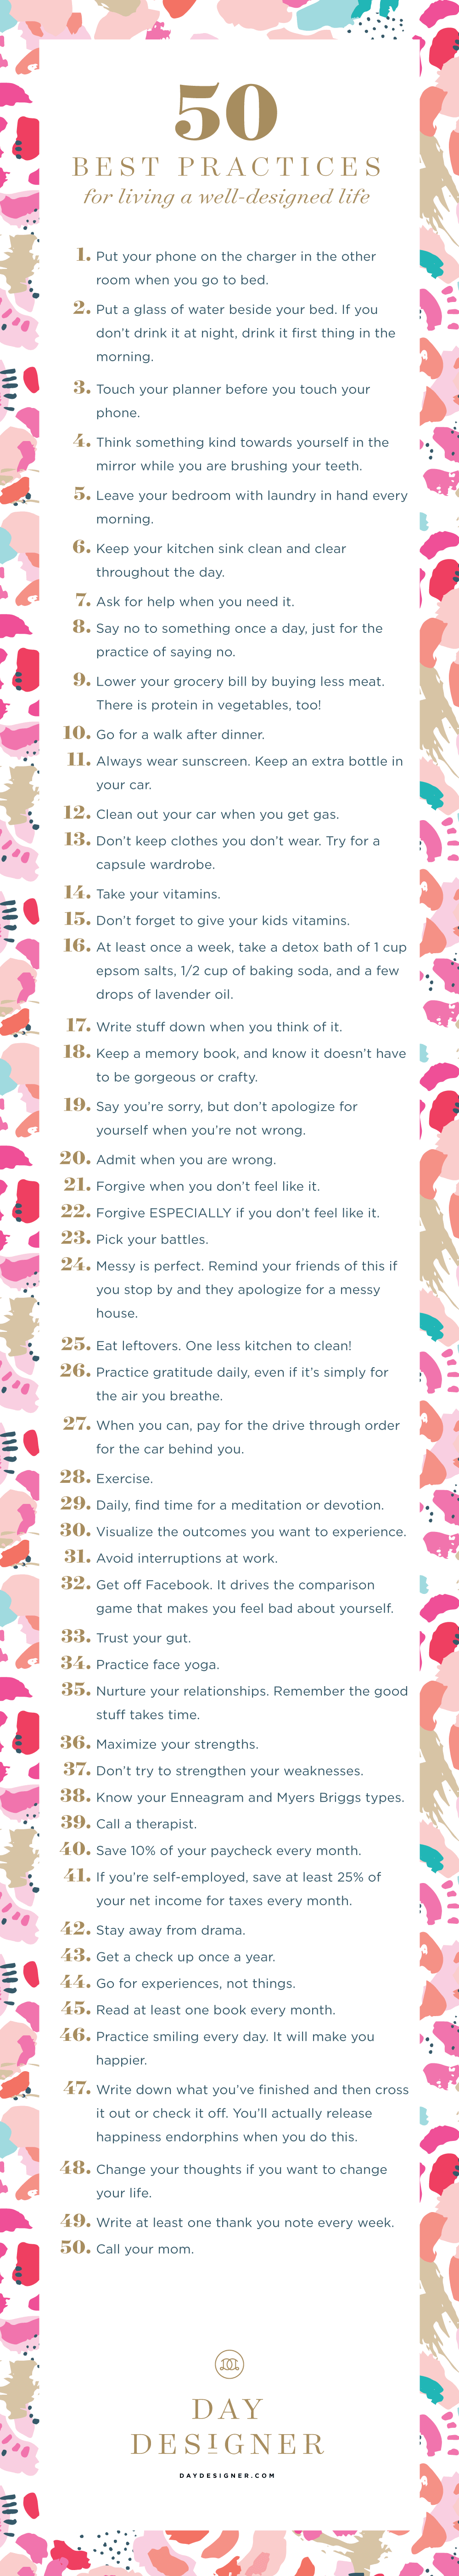 50
BEST PRACTICES
for living a well-designed life
1. Put your phone on the charger in the other
room when you go to bed.
2. Put a glass of water beside your bed. If you
don't drink it at night, drink it first thing in the
morning.
3. Touch your planner before you touch your
phone.
4. Think something kind towards yourself in the
mirror while you are brushing your teeth.
5. Leave your bedroom with laundry in hand every
morning.
6. Keep your kitchen sink clean and clear
throughout the day.
7. Ask for help when you need it.
8. Say no to something once a day, just for the
practice of saying no.
9. Lower your grocery bill by buying less meat.
There is protein in vegetables, too!
10. Go for a walk after dinner.
11. Always wear sunscreen. Keep an extra bottle in
your car.
12. Clean out your car when you get gas.
13. Don't keep clothes you don't wear. Try for a
capsule wardrobe.
14. Take your vitamins.
15. Don't forget to give your kids vitamins.
16. At least once a week, take a detox bath of 1 cup
epsom salts, 1/2 cup of baking soda, and a few
drops of lavender oil.
17. Write stuff down when you think of it.
18. Keep a memory book, and know it doesn't have
to be gorgeous or crafty.
19. Say you're sorry, but don't apologize for
yourself when you're not wrong.
20. Admit when you are wrong.
21. Forgive when you don't feel like it.
22. Forgive ESPECIALLY if you don't feel like it.
23. Pick your battles.
24. Messy is perfect. Remind your friends of this if
you stop by and they apologize for a messy
house.
25. Eat leftovers. One less kitchen to clean!
26. Practice gratitude daily, even if it's simply for
the air you breathe.
27. When you can, pay for the drive through order
for the car behind you.
28. Exercise.
29. Daily, find time for a meditation or devotion.
30. Visualize the outcomes you want to experience.
31. Avoid interruptions at work.
32. Get off Facebook. It drives the comparison
game that makes you feel bad about yourself.
33. Trust your gut.
34. Practice face yoga.
35. Nurture your relationships. Remember the good
stuff takes time.
36. Maximize your strengths.
37. Don't try to strengthen your weaknesses.
38. Know your Enneagram and Myers Briggs types.
39. Call a therapist.
40. Save 10% of your paycheck every month.
41. If you're self-employed, save at least 25% of
your net income for taxes every month.
42. Stay away from drama.
43. Get a check up once a year.
44. Go for experiences, not things.
45. Read at least one book every month.
46. Practice smiling every day. It will make you
happier.
47. Write down what you've finished and then cross
it out or check it off. You'll actually release
happiness endorphins when you do this.
48. Change your thoughts if you want to change
your life.
49. Write at least one thank you note every week.
50. Call your mom.
DAY
DESIGNER
DAYDESIGNER.COM